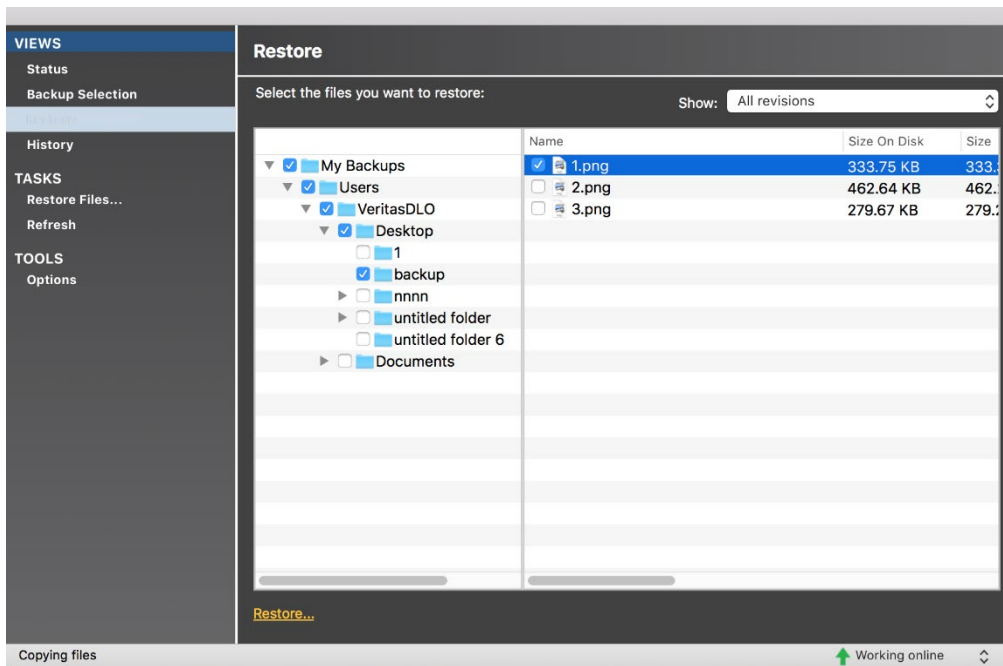 VIEWS
Status
Backup Selection
History
TASKS
Restore Files...
Refresh
TOOLS
Options
Restore
Select the files you want to restore:
Show: All revisions
My Backups
Users
VeritasDLO
Desktop
1
backup
nnnn
untitled folder
untitled folder 6
Documents
Name Size On Disk Size
1.png 333.75 KB
2.png 462.64 KB
3.png 279.67 KB
Restore...
Copying files Working online